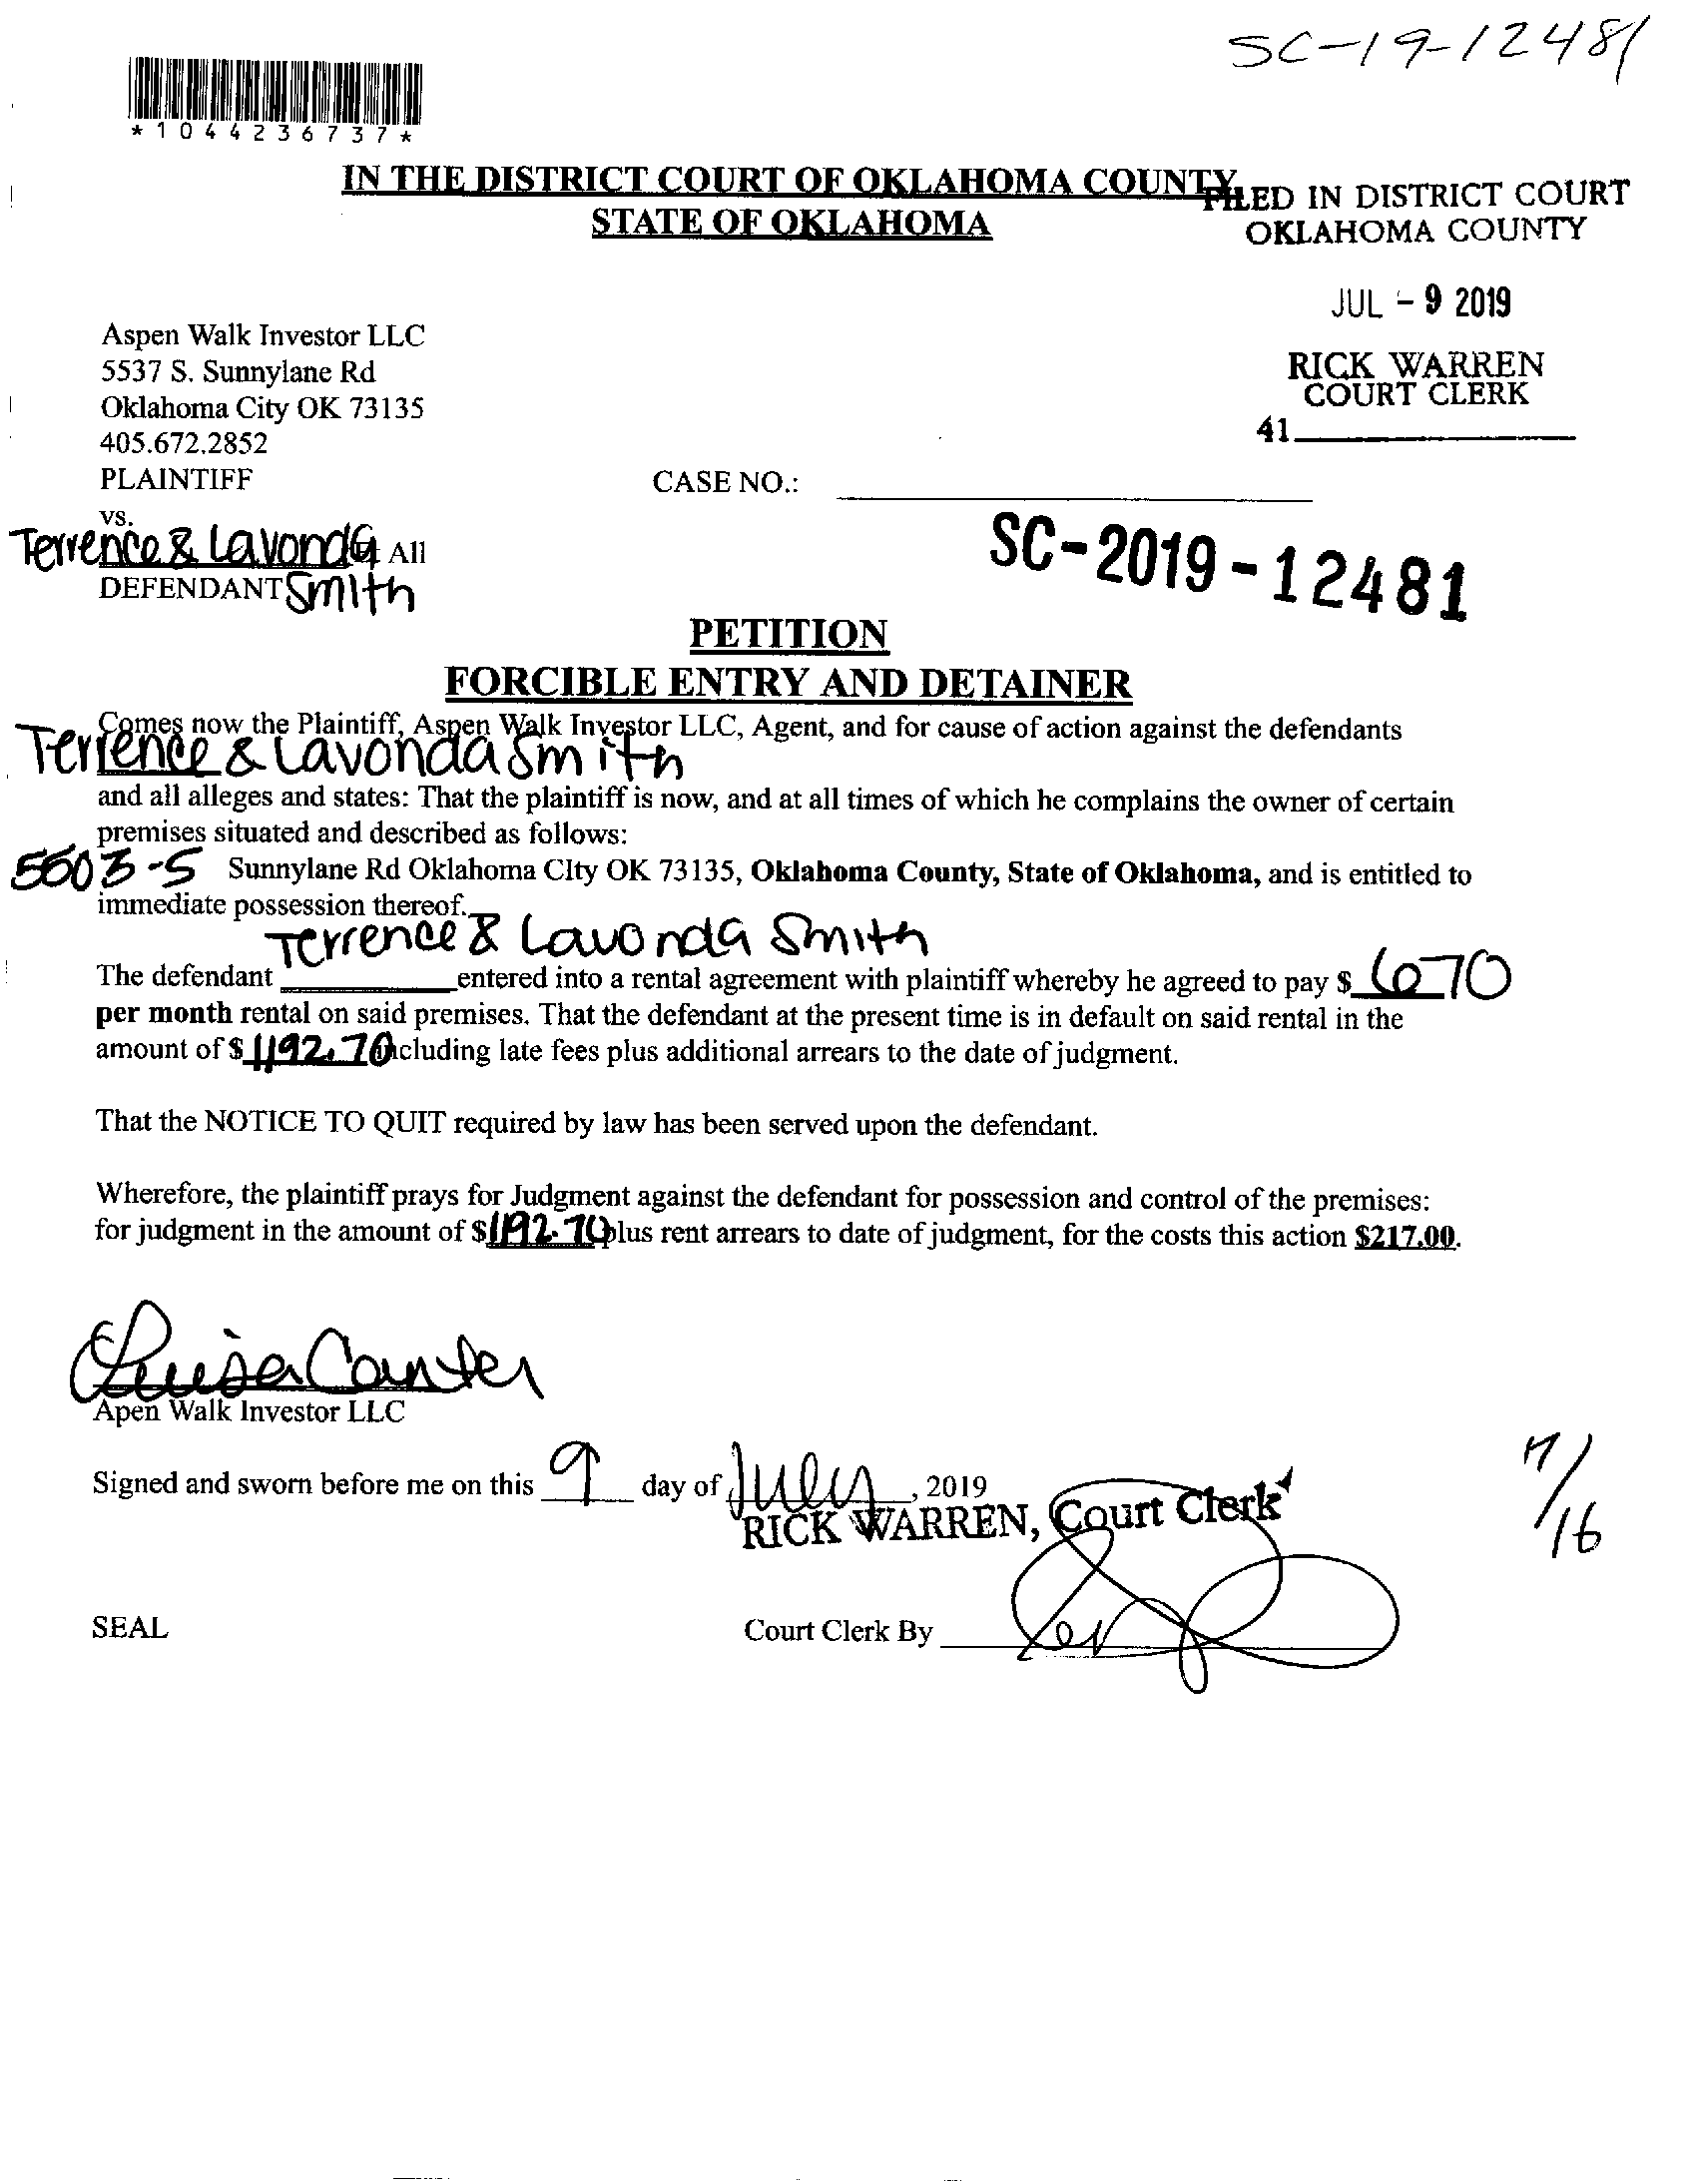 SC-19-12481
*1044236737*
IN THE DISTRICT COURT OF OKLAHOMA COUNTY
STATE OF OKLAHOMA
FILED IN DISTRICT COURT
OKLAHOMA COUNTY
JUL - 9 2019
RICK WARREN
COURT CLERK
41
Aspen Walk Investor LLC
5537 S. Sunnylane Rd
Oklahoma City OK 73135
405.672.2852
PLAINTIFF
CASE NO.:
vs.
Terrence & Lavonda Et All
DEFENDANT Smith
SC-2019-12481
PETITION
FORCIBLE ENTRY AND DETAINER
Comes now the Plaintiff, Aspen Walk Investor LLC, Agent, and for cause of action against the defendants
Terrence & Lavonda Smith
and all alleges and states: That the plaintiff is now, and at all times of which he complains the owner of certain
premises situated and described as follows:
5503-S Sunnylane Rd Oklahoma CIty OK 73135, Oklahoma County, State of Oklahoma, and is entitled to
immediate possession thereof.
Terrence & Lavonda Smith
The defendant entered into a rental agreement with plaintiff whereby he agreed to pay $ 670
per month rental on said premises. That the defendant at the present time is in default on said rental in the
amount of $ 1192.70 including late fees plus additional arrears to the date of judgment.
That the NOTICE TO QUIT required by law has been served upon the defendant.
Wherefore, the plaintiff prays for Judgment against the defendant for possession and control of the premises:
for judgment in the amount of $1192.70 plus rent arrears to date of judgment, for the costs this action $217.00.
Apen Walk Investor LLC
Signed and sworn before me on this 9 day of July, 2019
RICK WARREN, Court Clerk
7/16
SEAL
Court Clerk By